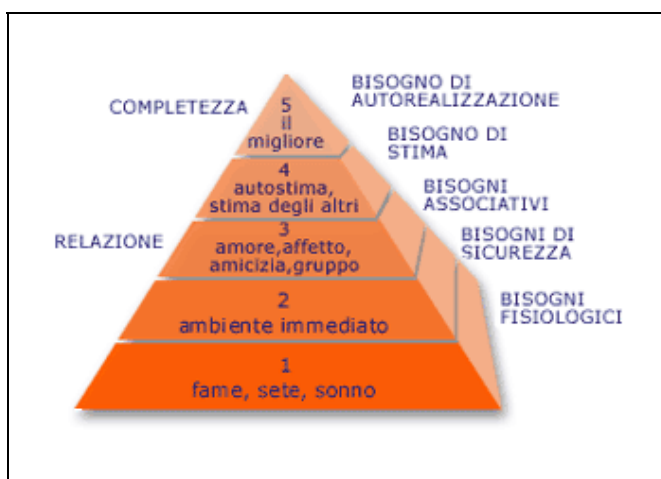 BISOGNO DI
AUTOREALIZZAZIONE
COMPLETEZZA
5
il
migliore
BISOGNO DI
STIMA
4
autostima,
stima degli altri
BISOGNI
ASSOCIATIVI
RELAZIONE
3
amore,affetto,
amicizia,gruppo
BISOGNI DI
SICUREZZA
2
ambiente immediato
BISOGNI
FISIOLOGICI
1
fame, sete, sonno